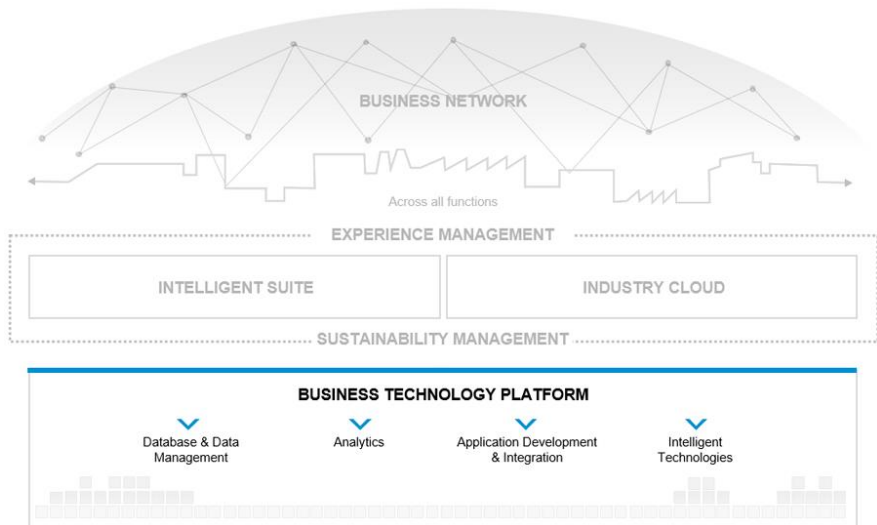 BUSINESS NETWORK
Across all functions
EXPERIENCE MANAGEMENT
INTELLIGENT SUITE
INDUSTRY CLOUD
SUSTAINABILITY MANAGEMENT
BUSINESS TECHNOLOGY PLATFORM
Database & Data
Management
Analytics
Application Development
& Integration
Intelligent
Technologies